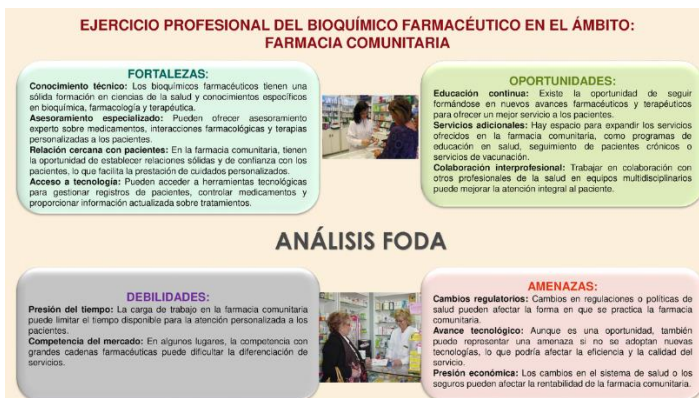 EJERCICIO PROFESIONAL DEL BIOQUÍMICO FARMACÉUTICO EN EL ÁMBITO:
FARMACIA COMUNITARIA
FORTALEZAS:
Conocimiento técnico: Los bioquímicos farmacéuticos tienen una
sólida formación en ciencias de la salud y conocimientos específicos
en bioquímica, farmacología y terapéutica.
Asesoramiento especializado: Pueden ofrecer asesoramiento
experto sobre medicamentos, interacciones farmacológicas y terapias
personalizadas a los pacientes.
Relación cercana con pacientes: En la farmacia comunitaria, tienen
la oportunidad de establecer relaciones sólidas y de confianza con los
pacientes, lo que facilita la prestación de cuidados personalizados.
Acceso a tecnología: Pueden acceder a herramientas tecnológicas
para gestionar registros de pacientes, controlar medicamentos y
proporcionar información actualizada sobre tratamientos.
OPORTUNIDADES:
Educación continua: Existe la oportunidad de seguir
formándose en nuevos avances farmacéuticos y terapéuticos
para ofrecer un mejor servicio a los pacientes.
Servicios adicionales: Hay espacio para expandir los servicios
ofrecidos en la farmacia comunitaria, como programas de
educación en salud, seguimiento de pacientes crónicos o
servicios de vacunación.
Colaboración interprofesional: Trabajar en colaboración con
otros profesionales de la salud en equipos multidisciplinarios
puede mejorar la atención integral al paciente.
ANÁLISIS FODA
DEBILIDADES:
Presión del tiempo: La carga de trabajo en la farmacia comunitaria
puede limitar el tiempo disponible para la atención personalizada a los
pacientes.
Competencia del mercado: En algunos lugares, la competencia con
grandes cadenas farmacéuticas puede dificultar la diferenciación de
servicios.
AMENAZAS:
Cambios regulatorios: Cambios en regulaciones o políticas de
salud pueden afectar la forma en que se practica la farmacia
comunitaria.
Avance tecnológico: Aunque es una oportunidad, también
puede representar una amenaza si no se adoptan nuevas
tecnologías, lo que podría afectar la eficiencia y la calidad del
servicio.
Presión económica: Los cambios en el sistema de salud o los
seguros pueden afectar la rentabilidad de la farmacia comunitaria.